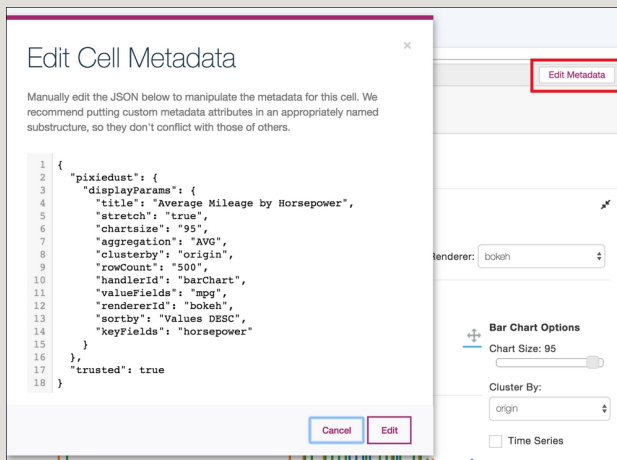 Edit Cell Metadata
×
Edit Metadata
Manually edit the JSON below to manipulate the metadata for this cell. We
recommend putting custom metadata attributes in an appropriately named
substructure, so they don't conflict with those of others.
1 {
2 "pixiedust": {
3 "displayParams": {
4 "title": "Average Mileage by Horsepower",
5 "stretch": "true",
6 "chartsize": "95",
7 "aggregation": "AVG",
8 "clusterby": "origin",
9 "rowCount": "500",
10 "handlerId": "barChart",
11 "valueFields": "mpg",
12 "rendererId": "bokeh",
13 "sortby": "Values DESC",
14 "keyFields": "horsepower"
15 }
16 },
17 "trusted": true
18 }
Cancel
Edit
Renderer:
bokeh
Bar Chart Options
Chart Size: 95
Cluster By:
origin
Time Series